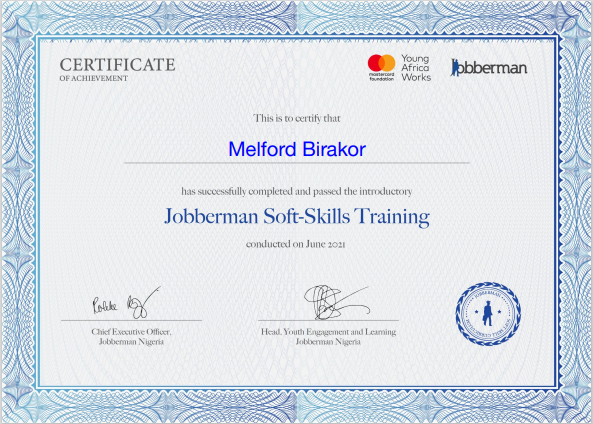 CERTIFICATE
OF ACHIEVEMENT
mastercard
foundation
Young
Africa
Works
Jobberman
This is to certify that
Melford Birakor
has successfully completed and passed the introductory
Jobberman Soft-Skills Training
conducted on June 2021
Chief Executive Officer,
Jobberman Nigeria
Head, Youth Engagement and Learning
Jobberman Nigeria
JOBBERMAN